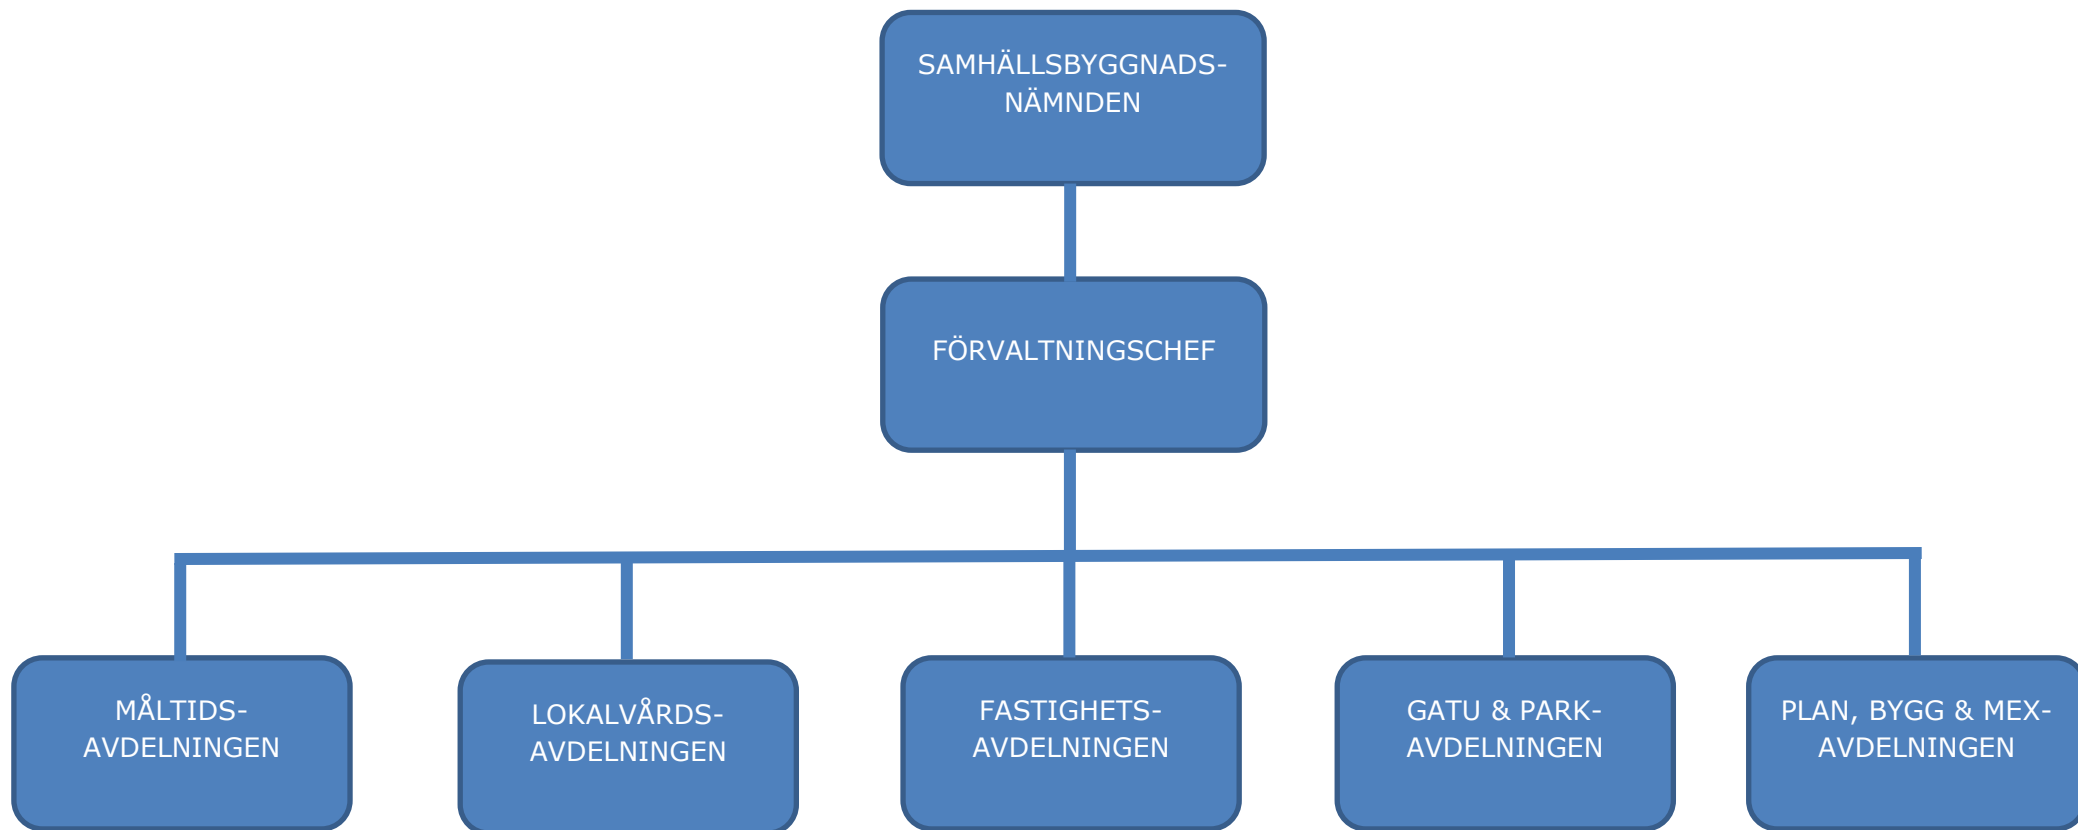 SAMHÄLLSBYGGNADS-
NÄMNDEN
FÖRVALTNINGSCHEF
MÅLTIDS-
AVDELNINGEN
LOKALVÅRDS-
AVDELNINGEN
FASTIGHETS-
AVDELNINGEN
GATU & PARK-
AVDELNINGEN
PLAN, BYGG & MEX-
AVDELNINGEN